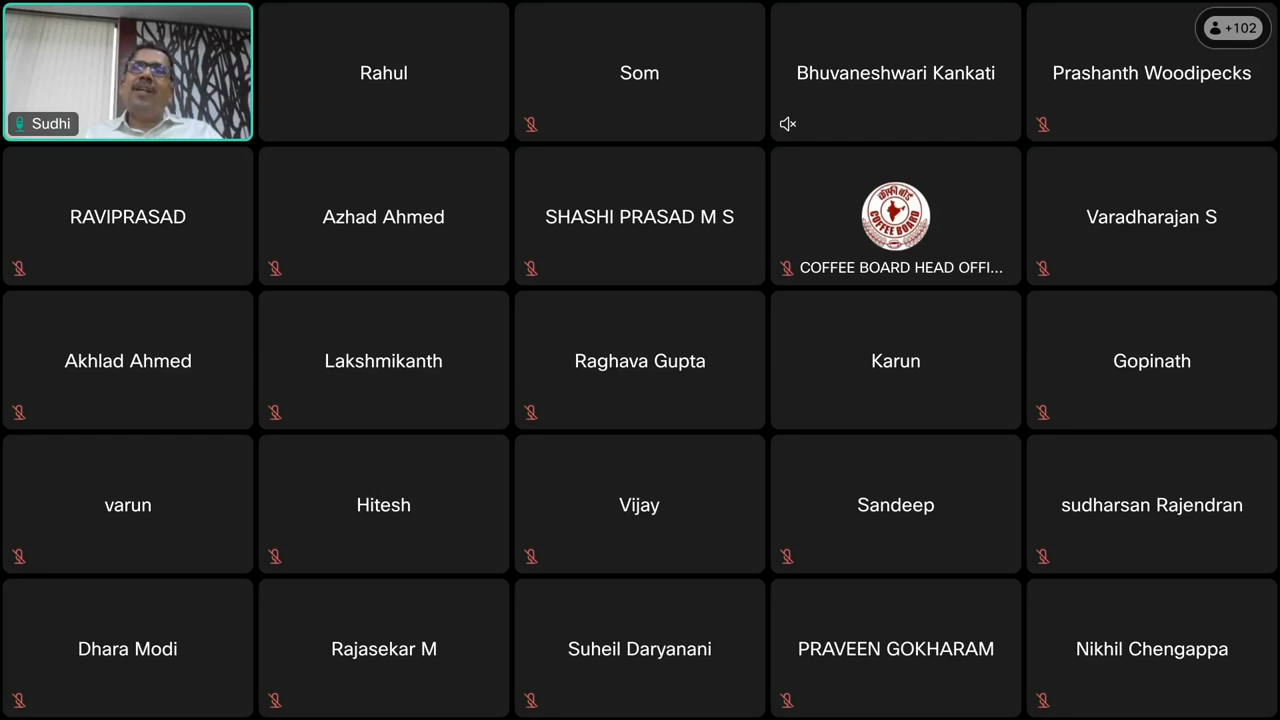 Sudhi
Rahul
Som
Bhuvaneshwari Kankati
Prashanth Woodipecks
+102
RAVIPRASAD
Azhad Ahmed
SHASHI PRASAD M S
कॉफी बोर्ड
COFFEE BOARD
COFFEE BOARD HEAD OFFI...
Varadharajan S
Akhlad Ahmed
Lakshmikanth
Raghava Gupta
Karun
Gopinath
varun
Hitesh
Vijay
Sandeep
sudharsan Rajendran
Dhara Modi
Rajasekar M
Suheil Daryanani
PRAVEEN GOKHARAM
Nikhil Chengappa